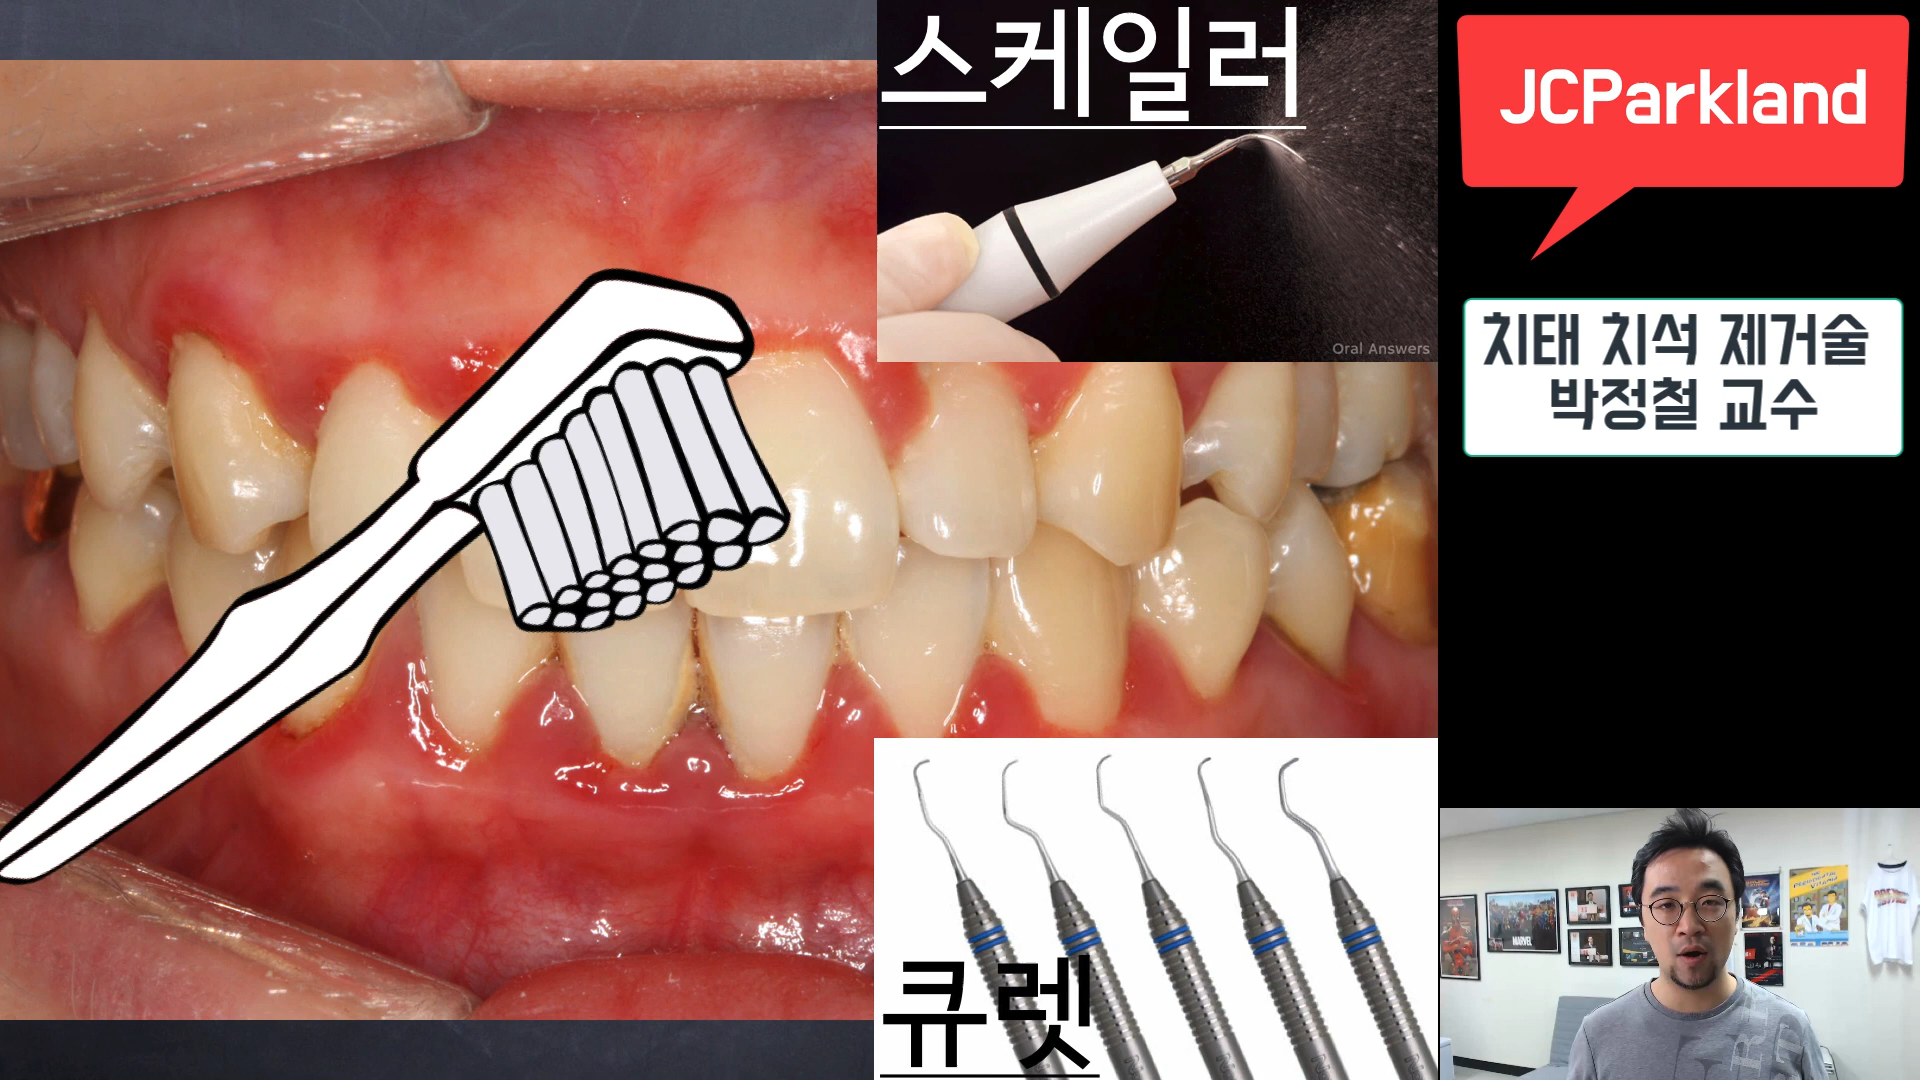 스케일러
Oral Answers
큐렛
JCParkland
치태 치석 제거술
박정철 교수
MARVEL